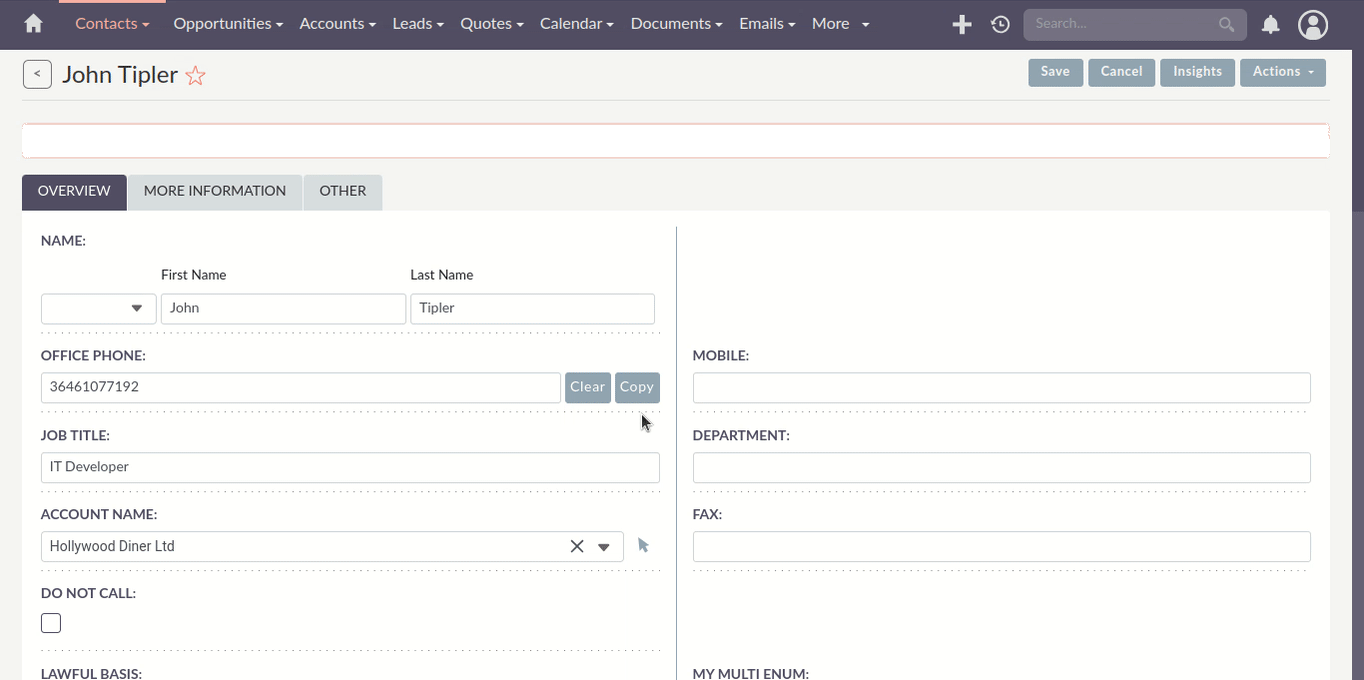 Contacts Opportunities Accounts Leads Quotes Calendar Documents Emails More Search...
< John Tipler Save Cancel Insights Actions
OVERVIEW MORE INFORMATION OTHER
NAME:
First Name Last Name
John Tipler
OFFICE PHONE: MOBILE:
36461077192 Clear Copy
JOB TITLE: DEPARTMENT:
IT Developer
ACCOUNT NAME: FAX:
Hollywood Diner Ltd
DO NOT CALL:
LAWFUL BASIS: MY MULTI ENUM: